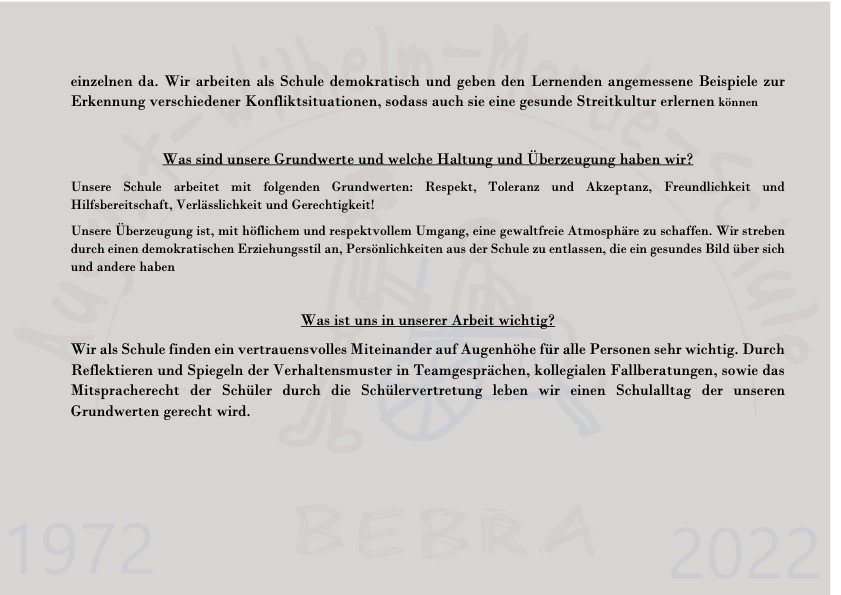 einzelnen da. Wir arbeiten als Schule demokratisch und geben den Lernenden angemessene Beispiele zur
Erkennung verschiedener Konfliktsituationen, sodass auch sie eine gesunde Streitkultur erlernen können
Was sind unsere Grundwerte und welche Haltung und Überzeugung haben wir?
Unsere Schule arbeitet mit folgenden Grundwerten: Respekt, Toleranz und Akzeptanz, Freundlichkeit und
Hilfsbereitschaft, Verlässlichkeit und Gerechtigkeit!
Unsere Überzeugung ist, mit höflichem und respektvollem Umgang, eine gewaltfreie Atmosphäre zu schaffen. Wir streben
durch einen demokratischen Erziehungsstil an, Persönlichkeiten aus der Schule zu entlassen, die ein gesundes Bild über sich
und andere haben
Was ist uns in unserer Arbeit wichtig?
Wir als Schule finden ein vertrauensvolles Miteinander auf Augenhöhe für alle Personen sehr wichtig. Durch
Reflektieren und Spiegeln der Verhaltensmuster in Teamgesprächen, kollegialen Fallberatungen, sowie das
Mitspracherecht der Schüler durch die Schülervertretung leben wir einen Schulalltag der unseren
Grundwerten gerecht wird.
BEBRA
1972
2022